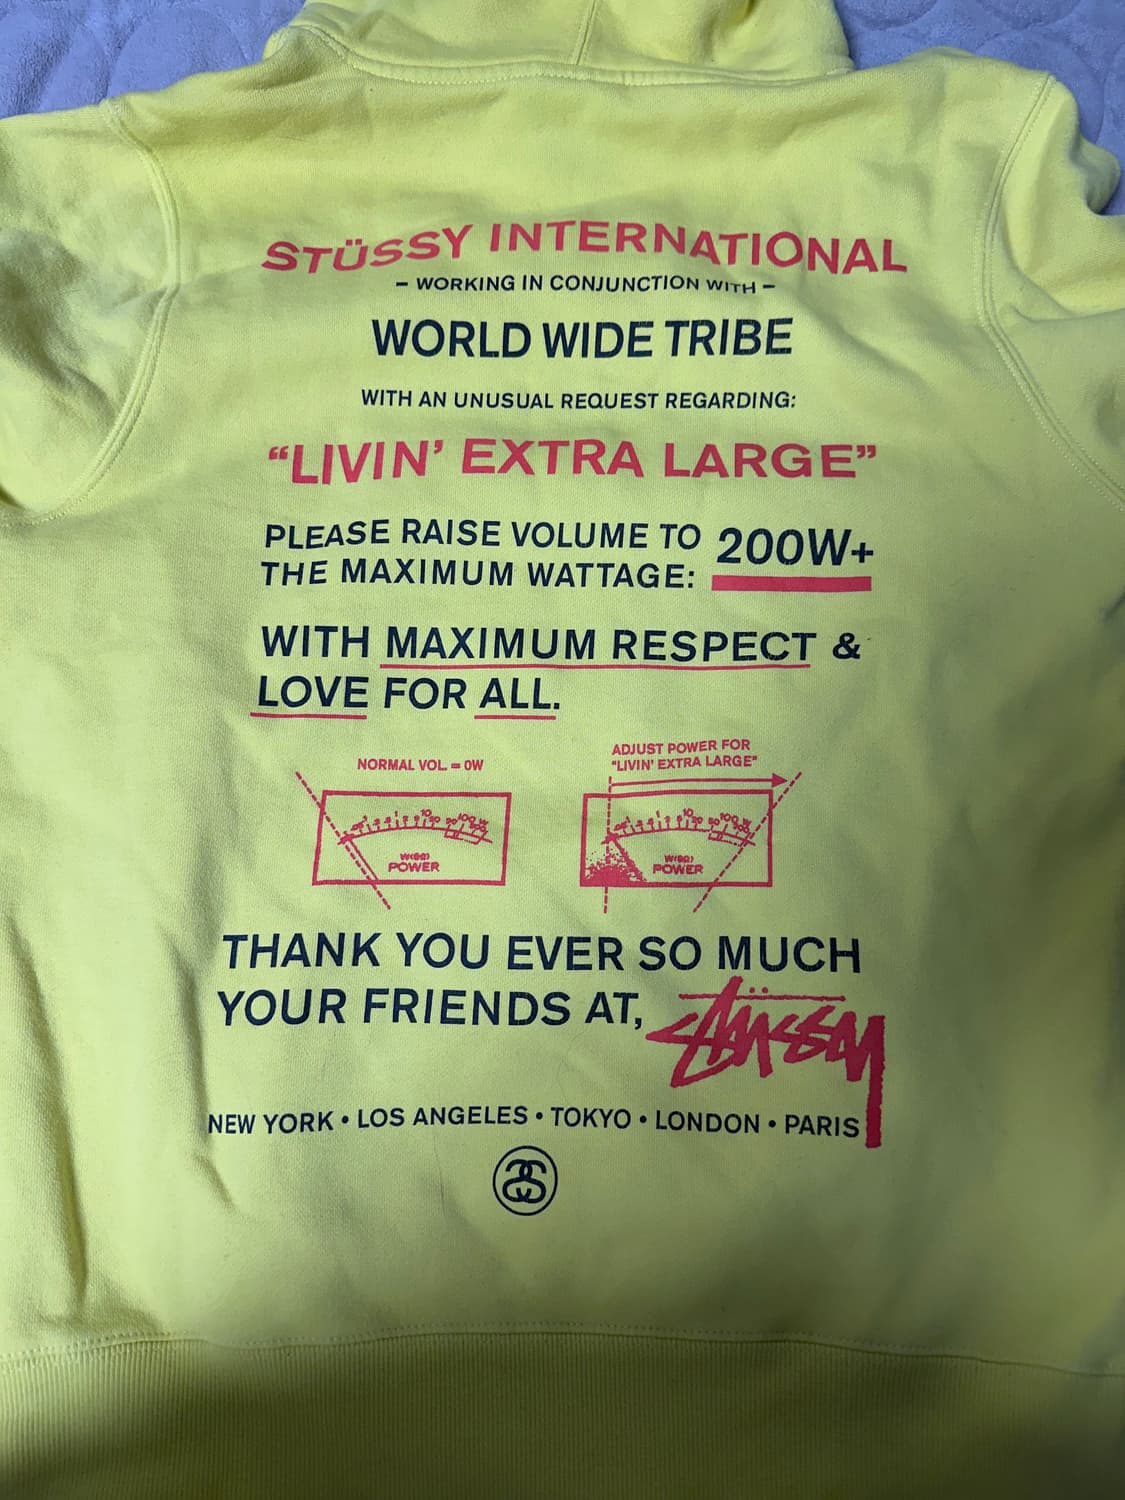 STÜSSY INTERNATIONAL
– WORKING IN CONJUNCTION WITH –
WORLD WIDE TRIBE
WITH AN UNUSUAL REQUEST REGARDING:
“LIVIN’ EXTRA LARGE”
PLEASE RAISE VOLUME TO 200W+
THE MAXIMUM WATTAGE:
WITH MAXIMUM RESPECT &
LOVE FOR ALL.
NORMAL VOL. = 0W
W(8Ω)
POWER
ADJUST POWER FOR
"LIVIN' EXTRA LARGE"
W(8Ω)
POWER
THANK YOU EVER SO MUCH
YOUR FRIENDS AT, STÜSSY
NEW YORK • LOS ANGELES • TOKYO • LONDON • PARIS